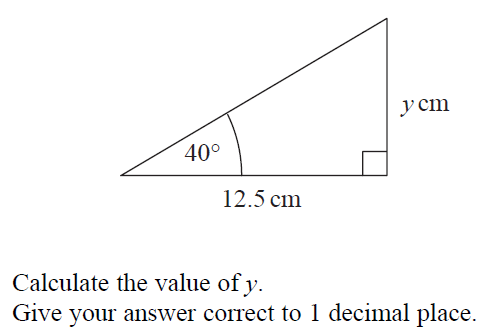 y cm
40°
12.5 cm
Calculate the value of y.
Give your answer correct to 1 decimal place.